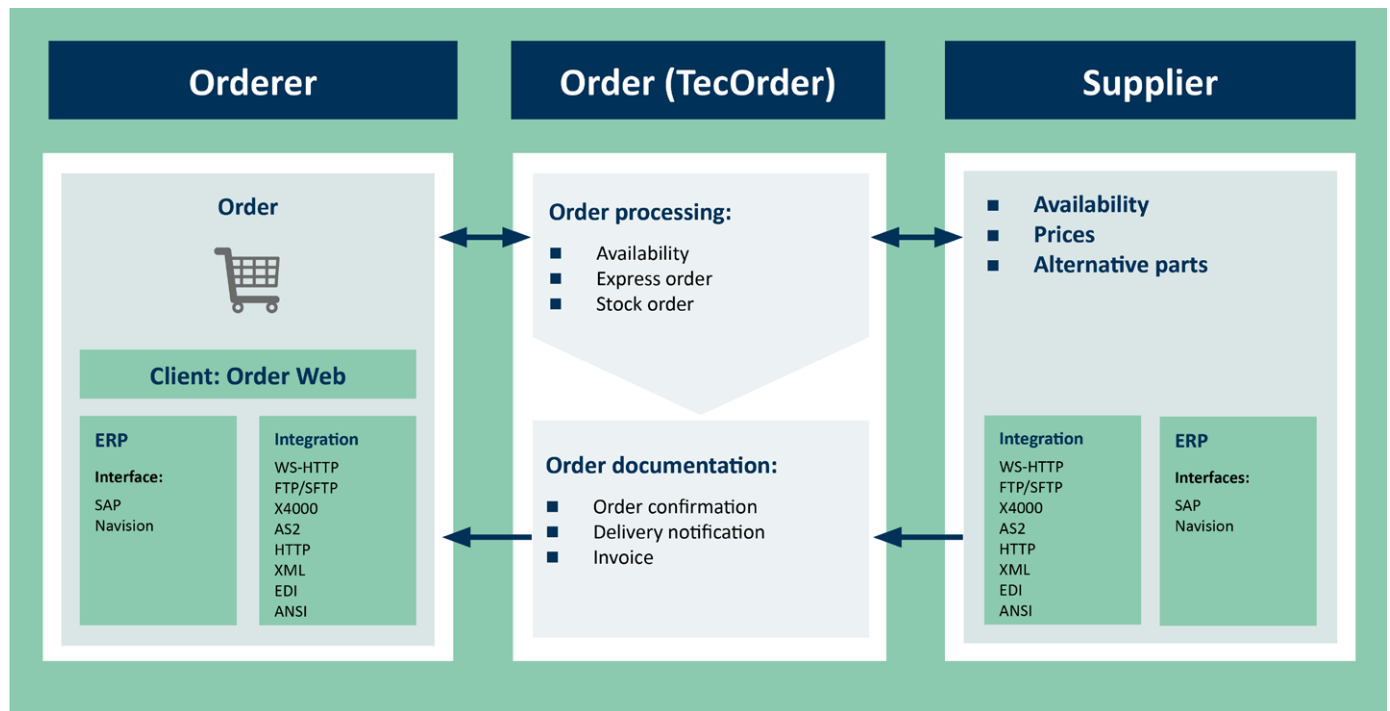 Orderer
Order (TecOrder)
Supplier
Order
Client: Order Web
ERP
Interface:
SAP
Navision
Integration
WS-HTTP
FTP/SFTP
X4000
AS2
HTTP
XML
EDI
ANSI
Order processing:
Availability
Express order
Stock order
Order documentation:
Order confirmation
Delivery notification
Invoice
Availability
Prices
Alternative parts
Integration
WS-HTTP
FTP/SFTP
X4000
AS2
HTTP
XML
EDI
ANSI
ERP
Interfaces:
SAP
Navision